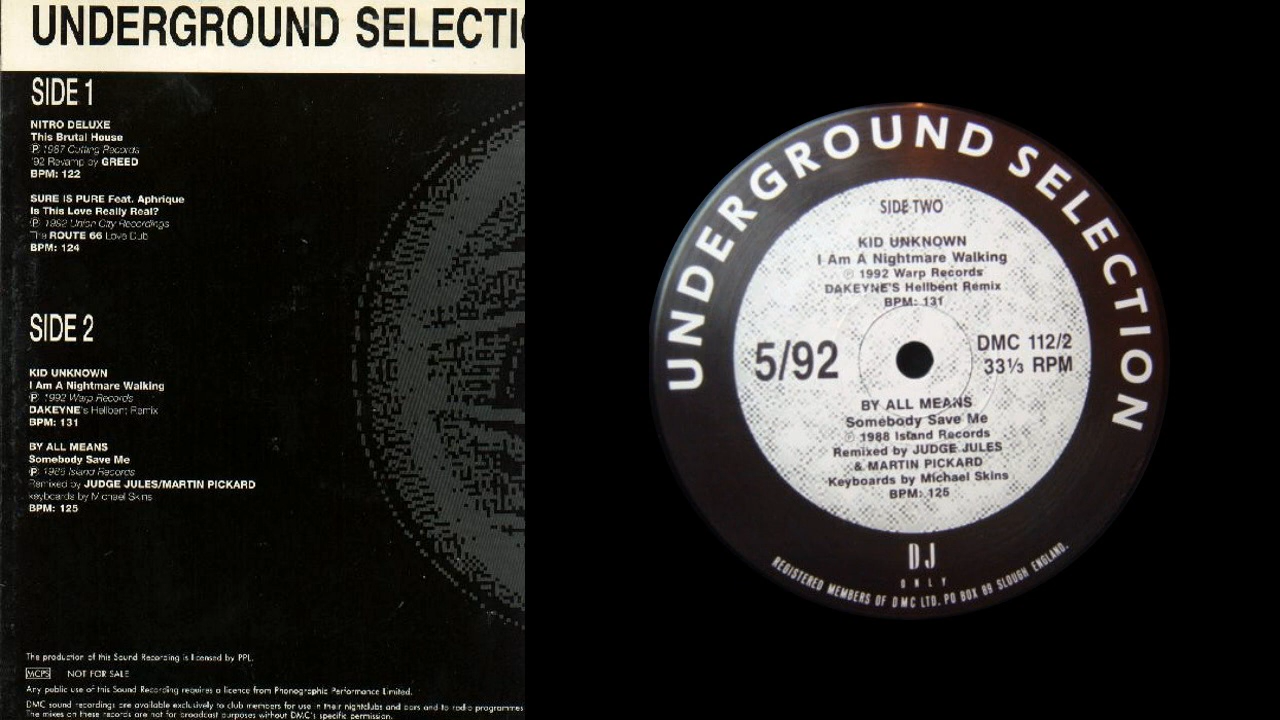 UNDERGROUND SELECTI
SIDE 1
NITRO DELUXE
This Brutal House
℗ 1987 Cutting Records
'92 Revamp by GREED
BPM: 122
SURE IS PURE Feat. Aphrique
Is This Love Really Real?
℗ 1992 Union City Recordings
The ROUTE 66 Love Dub
BPM: 124
SIDE 2
KID UNKNOWN
I Am A Nightmare Walking
℗ 1992 Warp Records
DAKEYNE's Hellbent Remix
BPM: 131
BY ALL MEANS
Somebody Save Me
℗ 1988 Island Records
Remixed by JUDGE JULES/MARTIN PICKARD
keyboards by Michael Skins
BPM: 125
The production of this Sound Recording is licensed by PPL.
MCPS NOT FOR SALE
Any public use of this Sound Recording requires a licence from Phonographic Performance Limited.
DMC sound recordings are available exclusively to club members for use in their nightclubs and bars and to radio programmes
The mixes on these records are not for broadcast purposes without DMC's specific permission.
UNDERGROUND SELECTION
SIDE TWO
KID UNKNOWN
I Am A Nightmare Walking
℗ 1992 Warp Records
DAKEYNE'S Hellbent Remix
BPM: 131
5/92
DMC 112/2
33⅓ RPM
BY ALL MEANS
Somebody Save Me
℗ 1988 Island Records
Remixed by JUDGE JULES
& MARTIN PICKARD
Keyboards by Michael Skins
BPM: 125
DJ
ONLY
REGISTERED MEMBERS OF DMC LTD. PO BOX 89 SLOUGH ENGLAND.